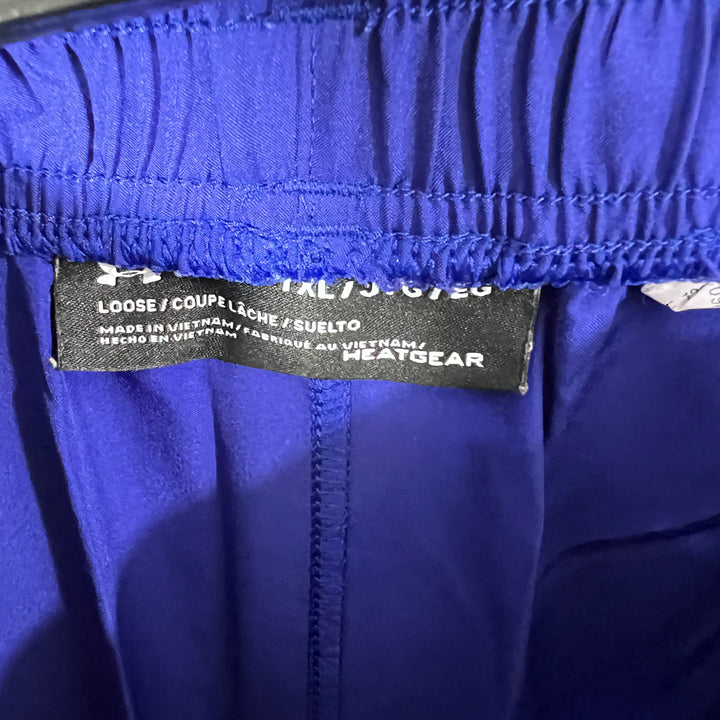 LOOSE / COUPE LÂCHE / SUELTO
MADE IN VIETNAM / FABRIQUÉ AU VIETNAM /
HECHO EN VIETNAM
HEATGEAR